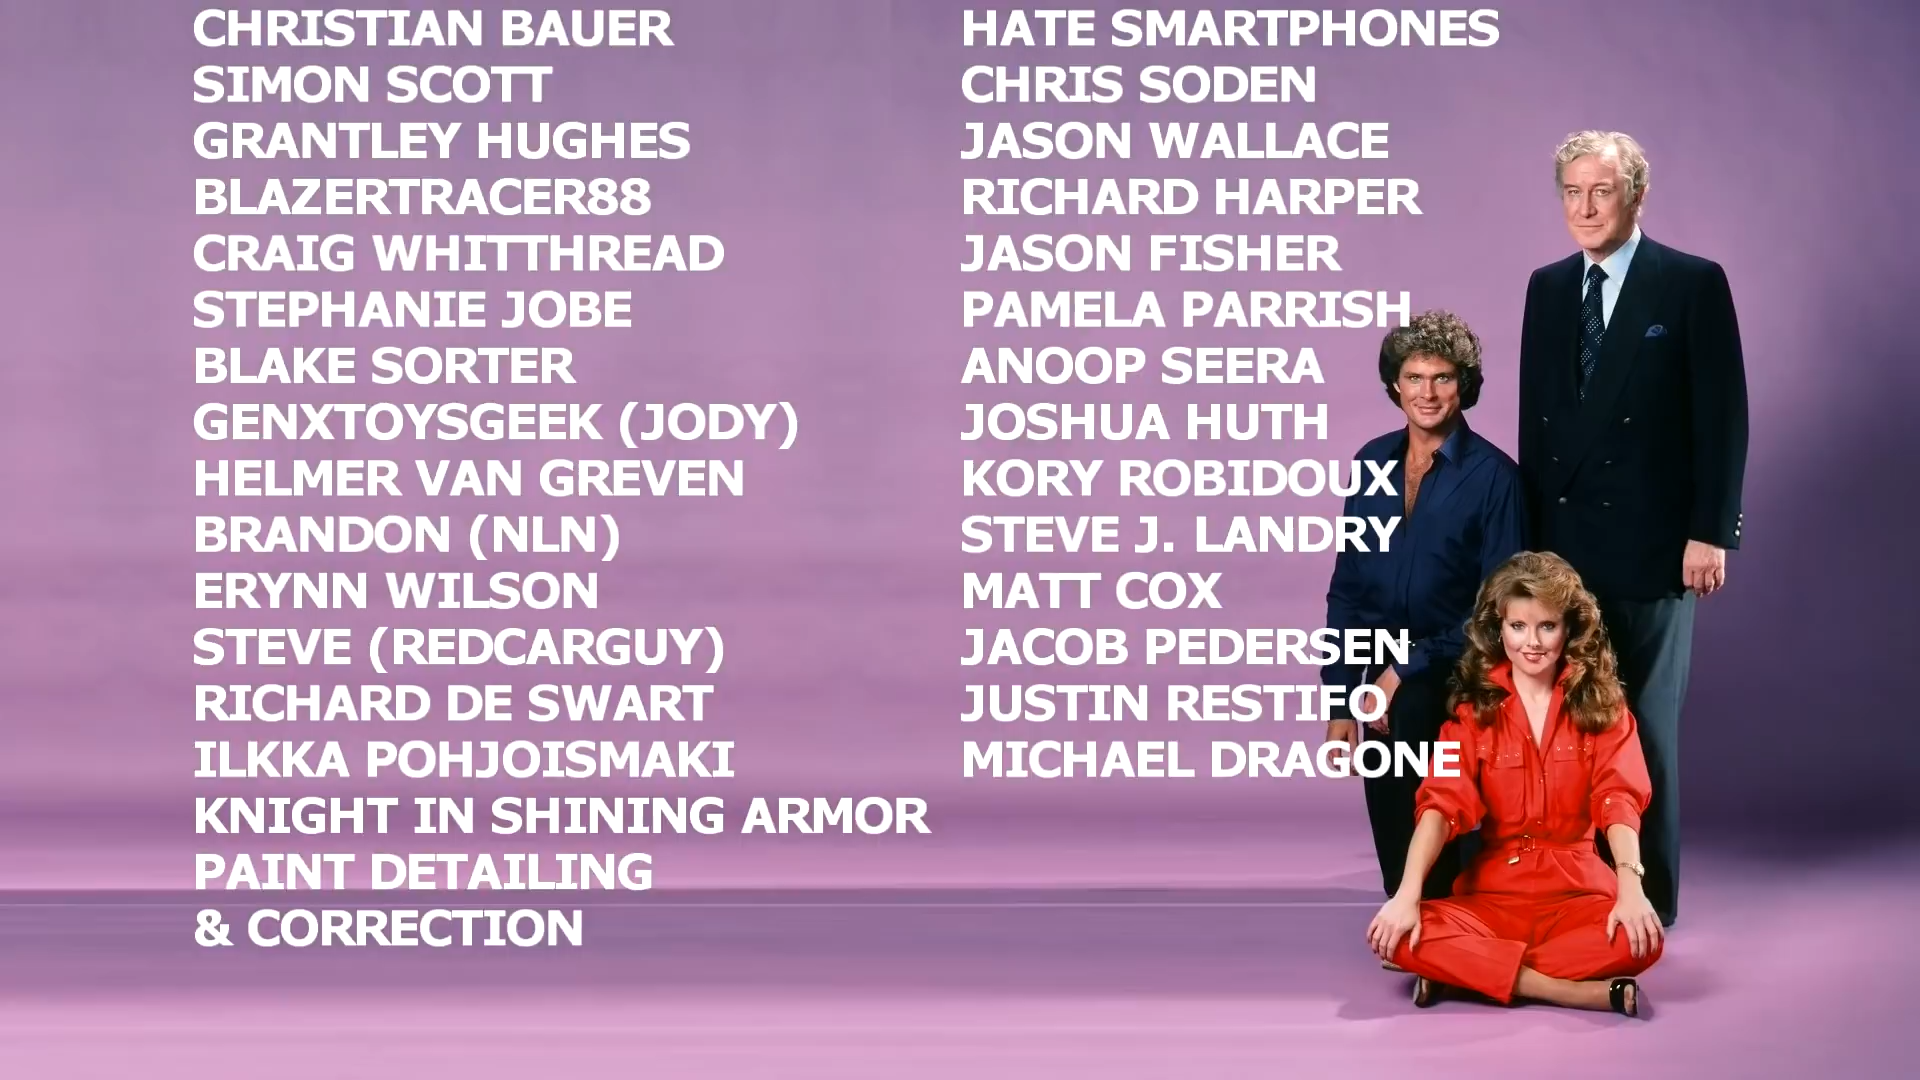 CHRISTIAN BAUER
SIMON SCOTT
GRANTLEY HUGHES
BLAZERTRACER88
CRAIG WHITTHREAD
STEPHANIE JOBE
BLAKE SORTER
GENXTOYSGEEK (JODY)
HELMER VAN GREVEN
BRANDON (NLN)
ERYNN WILSON
STEVE (REDCARGUY)
RICHARD DE SWART
ILKKA POHJOISMAKI
KNIGHT IN SHINING ARMOR
PAINT DETAILING
& CORRECTION
HATE SMARTPHONES
CHRIS SODEN
JASON WALLACE
RICHARD HARPER
JASON FISHER
PAMELA PARRISH
ANOOP SEERA
JOSHUA HUTH
KORY ROBIDOUX
STEVE J. LANDRY
MATT COX
JACOB PEDERSEN
JUSTIN RESTIFO
MICHAEL DRAGONE